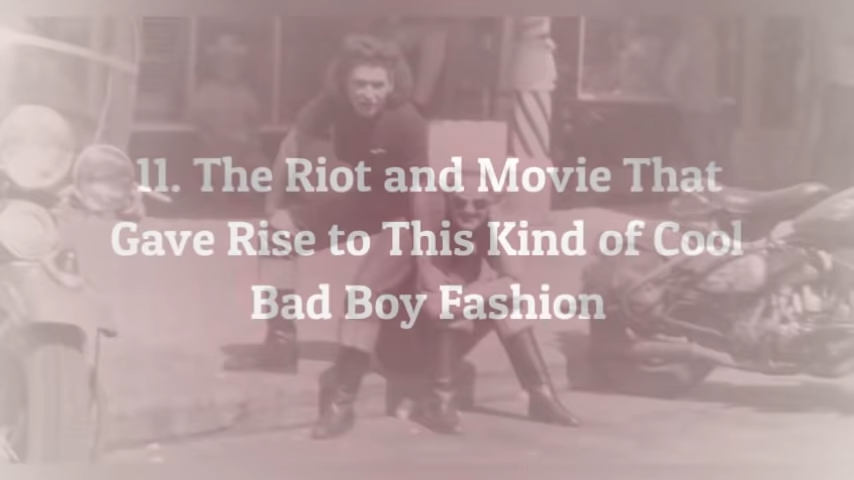 11. The Riot and Movie That
Gave Rise to This Kind of Cool
Bad Boy Fashion